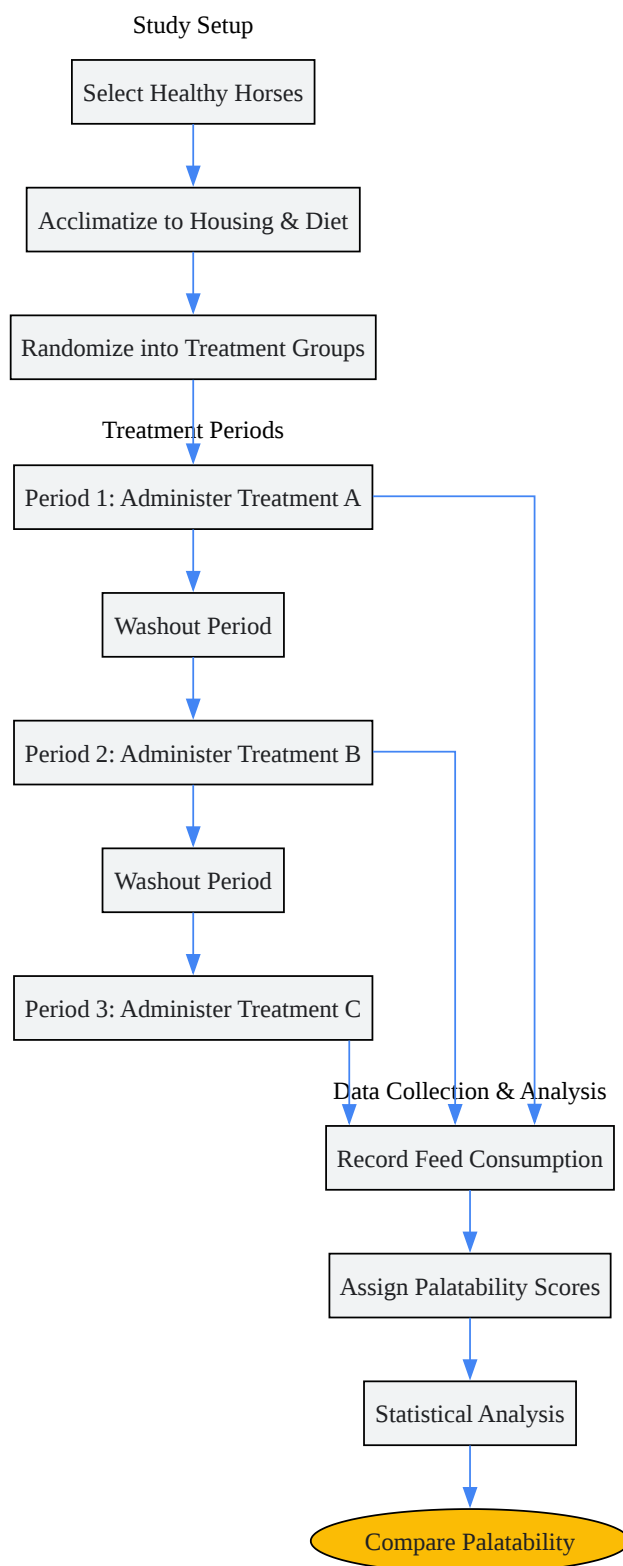 Study Setup
Select Healthy Horses
Acclimatize to Housing & Diet
Randomize into Treatment Groups
Treatment Periods
Period 1: Administer Treatment A
Washout Period
Period 2: Administer Treatment B
Washout Period
Period 3: Administer Treatment C
Data Collection & Analysis
Record Feed Consumption
Assign Palatability Scores
Statistical Analysis
Compare Palatability